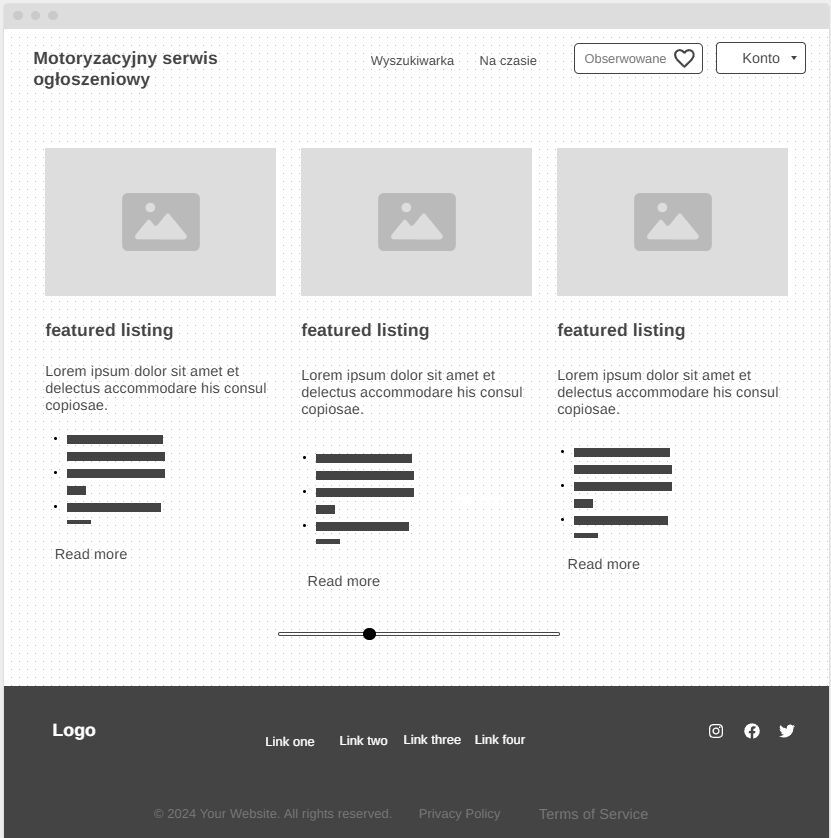 Motoryzacyjny serwis
ogłoszeniowy
Wyszukiwarka
Na czasie
Obserwowane
Konto
featured listing
Lorem ipsum dolor sit amet et
delectus accommodare his consul
copiosae.
Read more
featured listing
Lorem ipsum dolor sit amet et
delectus accommodare his consul
copiosae.
Read more
featured listing
Lorem ipsum dolor sit amet et
delectus accommodare his consul
copiosae.
Read more
Logo
Link one
Link two
Link three
Link four
© 2024 Your Website. All rights reserved.
Privacy Policy
Terms of Service